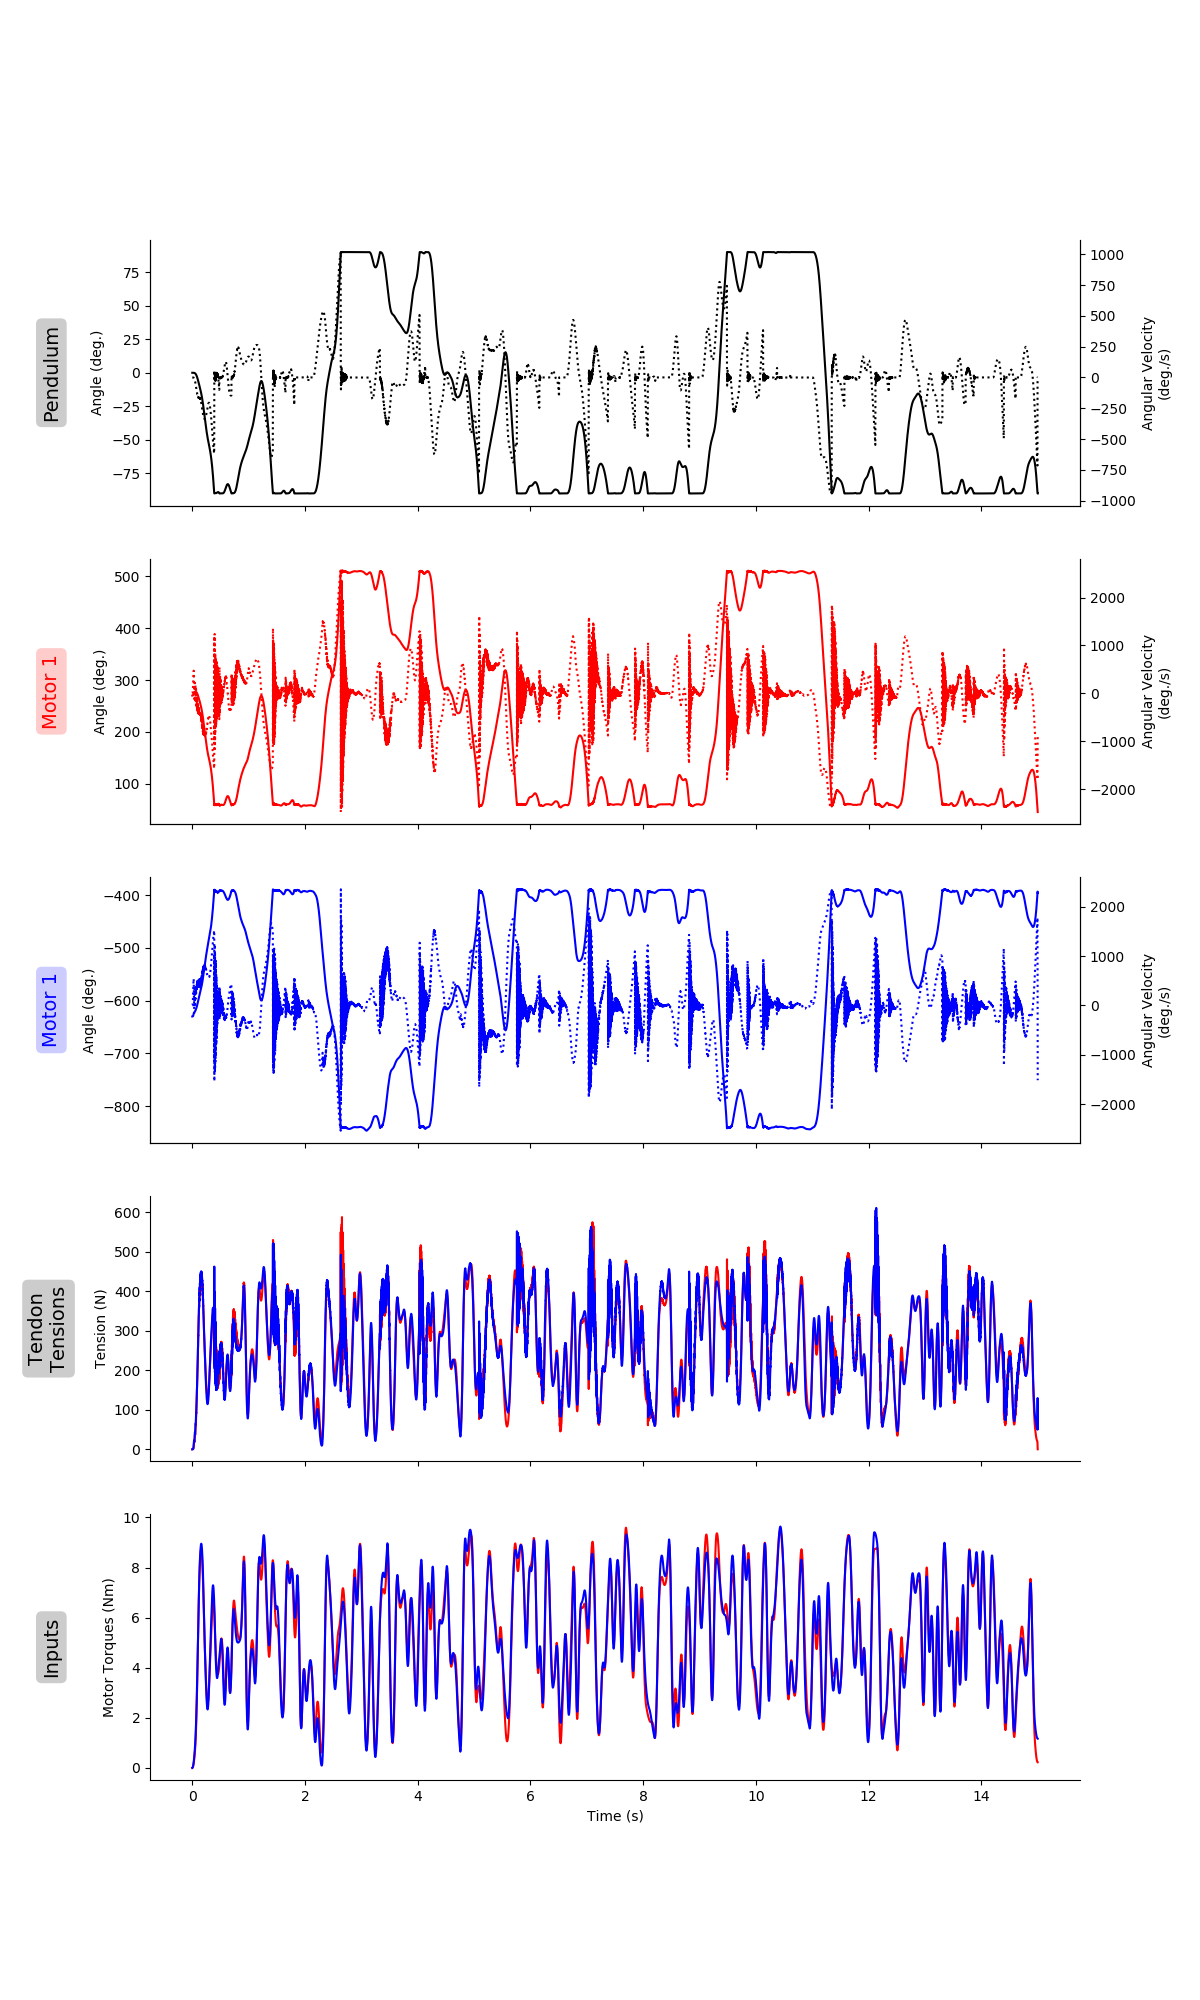 Pendulum
Angle (deg.)
75
50
25
0
−25
−50
−75
1000
750
500
250
0
−250
−500
−750
−1000
Angular Velocity
(deg./s)
Motor 1
Angle (deg.)
500
400
300
200
100
2000
1000
0
−1000
−2000
Angular Velocity
(deg./s)
Motor 1
Angle (deg.)
−400
−500
−600
−700
−800
2000
1000
0
−1000
−2000
Angular Velocity
(deg./s)
Tendon
Tensions
Tension (N)
600
500
400
300
200
100
0
Inputs
Motor Torques (Nm)
10
8
6
4
2
0
0 2 4 6 8 10 12 14
Time (s)